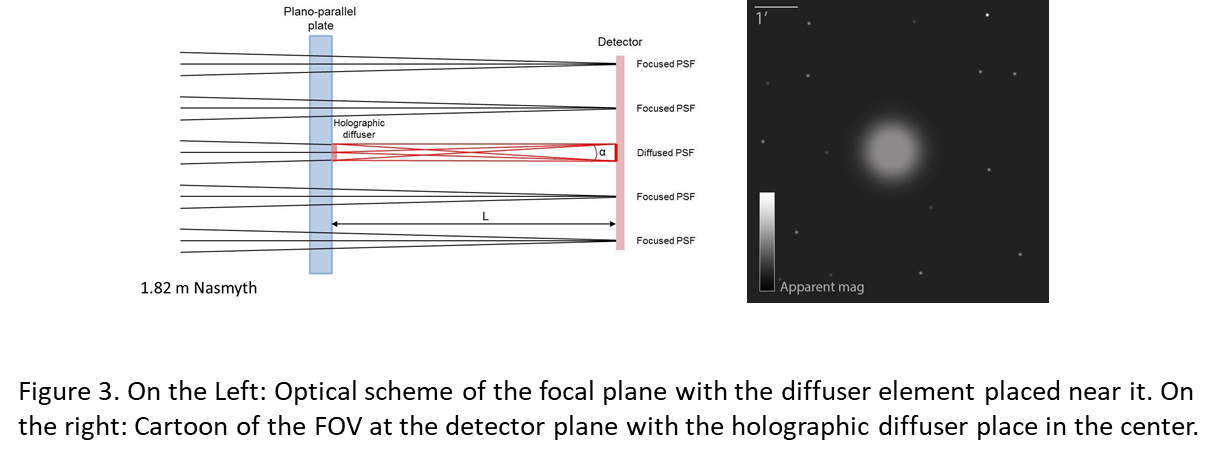 Plano-parallel
plate
Detector
Focused PSF
Focused PSF
Holographic
diffuser
α
Diffused PSF
Focused PSF
L
Focused PSF
1.82 m Nasmyth
1′
Apparent mag
Figure 3. On the Left: Optical scheme of the focal plane with the diffuser element placed near it. On
the right: Cartoon of the FOV at the detector plane with the holographic diffuser place in the center.